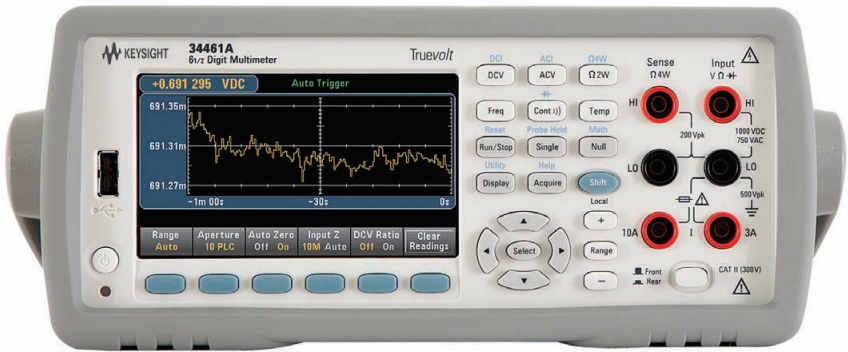 KEYSIGHT
34461A
6 1/2 Digit Multimeter
Truevolt
+0.691 295 VDC
Auto Trigger
691.35m
691.31m
691.27m
-1m 00s
-30s
0s
Range
Auto
Aperture
10 PLC
Auto Zero
Off On
Input Z
10M Auto
DCV Ratio
Off On
Clear
Readings
DCI
ACI
Ω4W
DCV
ACV
Ω2W
Freq
Cont
Temp
Reset
Probe Hold
Math
Run/Stop
Single
Null
Utility
Help
Display
Acquire
Shift
Local
Select
+
Range
−
Sense
Ω4W
Input
V Ω
HI
HI
200 Vpk
1000 VDC
750 VAC
LO
LO
500 Vpk
10A
I
3A
Front
Rear
CAT II (300V)